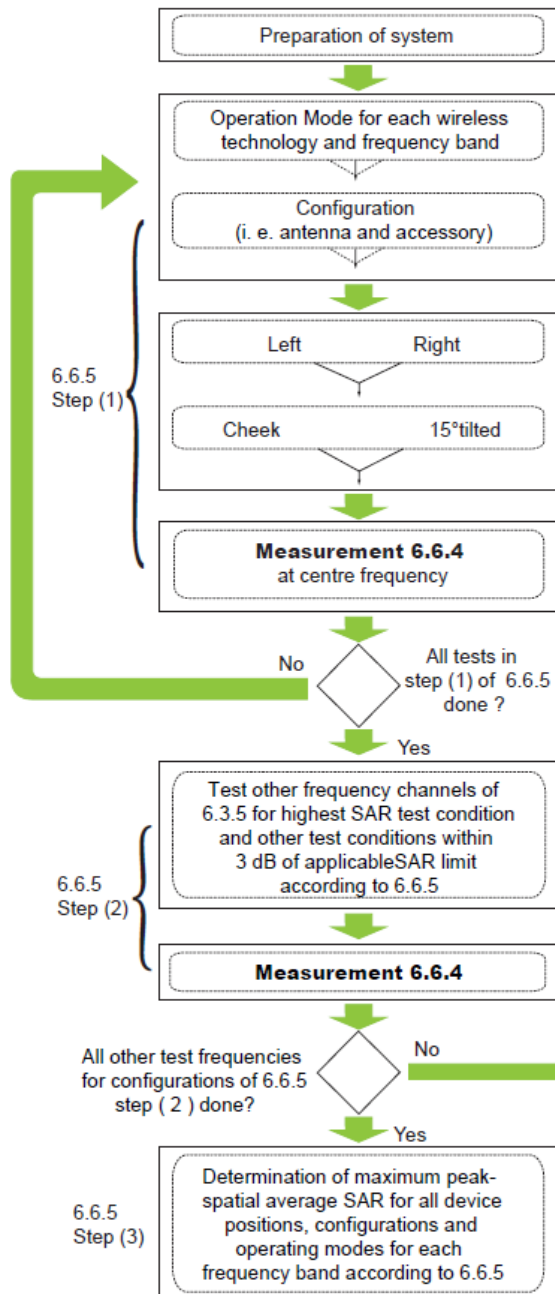 Preparation of system
Operation Mode for each wireless
technology and frequency band
Configuration
(i. e. antenna and accessory)
6.6.5
Step (1)
Left Right
Cheek 15°tilted
Measurement 6.6.4
at centre frequency
No
All tests in
step (1) of 6.6.5
done ?
Yes
Test other frequency channels of
6.3.5 for highest SAR test condition
and other test conditions within
3 dB of applicableSAR limit
according to 6.6.5
6.6.5
Step (2)
Measurement 6.6.4
All other test frequencies
for configurations of 6.6.5
step ( 2 ) done?
No
Yes
6.6.5
Step (3)
Determination of maximum peak-
spatial average SAR for all device
positions, configurations and
operating modes for each
frequency band according to 6.6.5